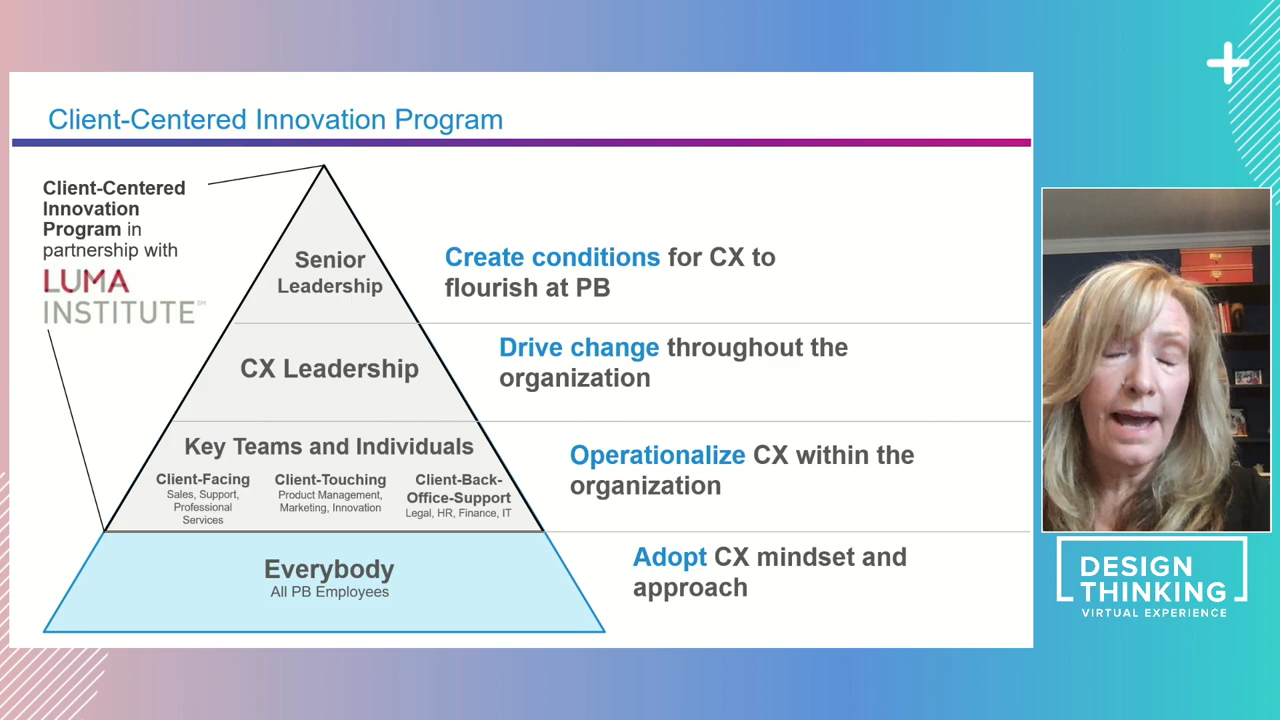 Client-Centered Innovation Program
Client-Centered
Innovation
Program in
partnership with
LUMA
INSTITUTE℠
Senior
Leadership
Create conditions for CX to
flourish at PB
CX Leadership
Drive change throughout the
organization
Key Teams and Individuals
Client-Facing
Sales, Support,
Professional
Services
Client-Touching
Product Management,
Marketing, Innovation
Client-Back-
Office-Support
Legal, HR, Finance, IT
Operationalize CX within the
organization
Everybody
All PB Employees
Adopt CX mindset and
approach
DESIGN
THINKING
VIRTUAL EXPERIENCE